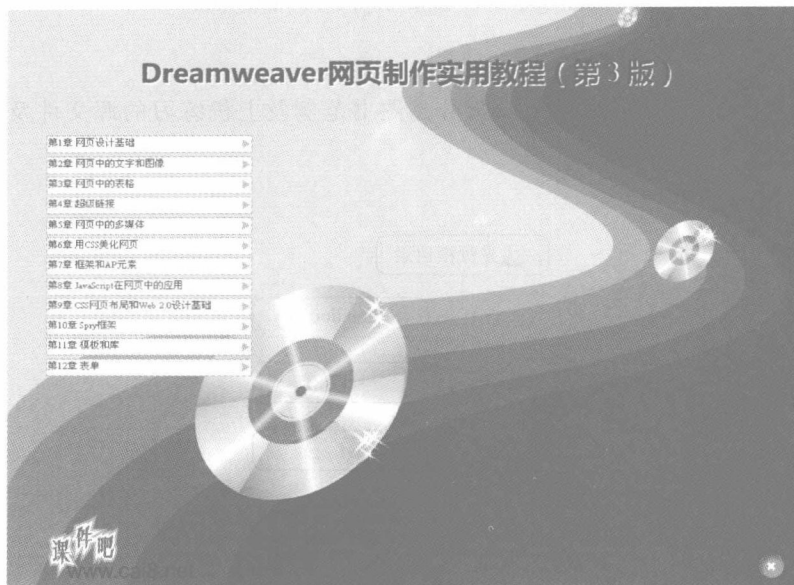 Dreamweaver网页制作实用教程（第3版）
第1章 网页设计基础
第2章 网页中的文字和图像
第3章 网页中的表格
第4章 超级链接
第5章 网页中的多媒体
第6章 用CSS美化网页
第7章 框架和AP元素
第8章 JavaScript在网页中的应用
第9章 CSS网页布局和Web 2.0设计基础
第10章 Spry框架
第11章 模板和库
第12章 表单
课件吧
www.cai8.net